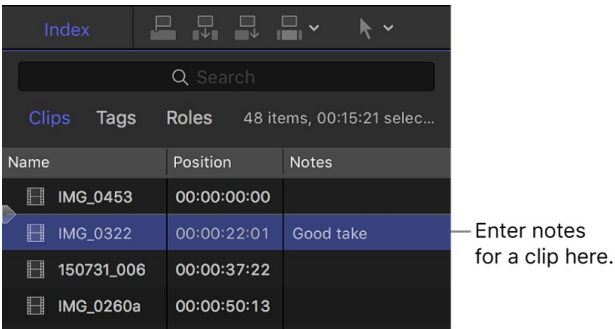 Index
Search
Clips Tags Roles 48 items, 00:15:21 selec...
Name Position Notes
IMG_0453 00:00:00:00
IMG_0322 00:00:22:01 Good take
150731_006 00:00:37:22
IMG_0260a 00:00:50:13
Enter notes
for a clip here.